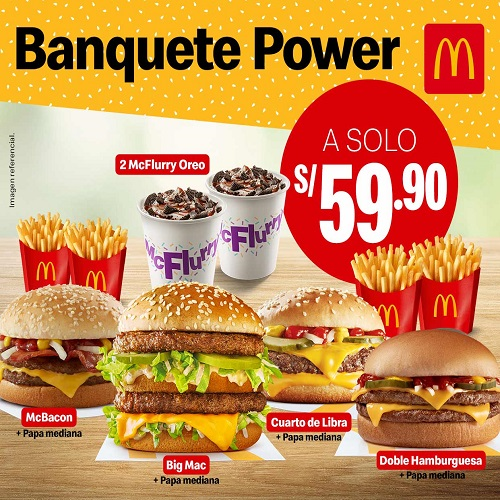 Banquete Power
A SOLO
S/59.90
Imagen referencial.
2 McFlurry Oreo
McFlurry
McFlurry
McBacon
+ Papa mediana
Big Mac
+ Papa mediana
Cuarto de Libra
+ Papa mediana
Doble Hamburguesa
+ Papa mediana